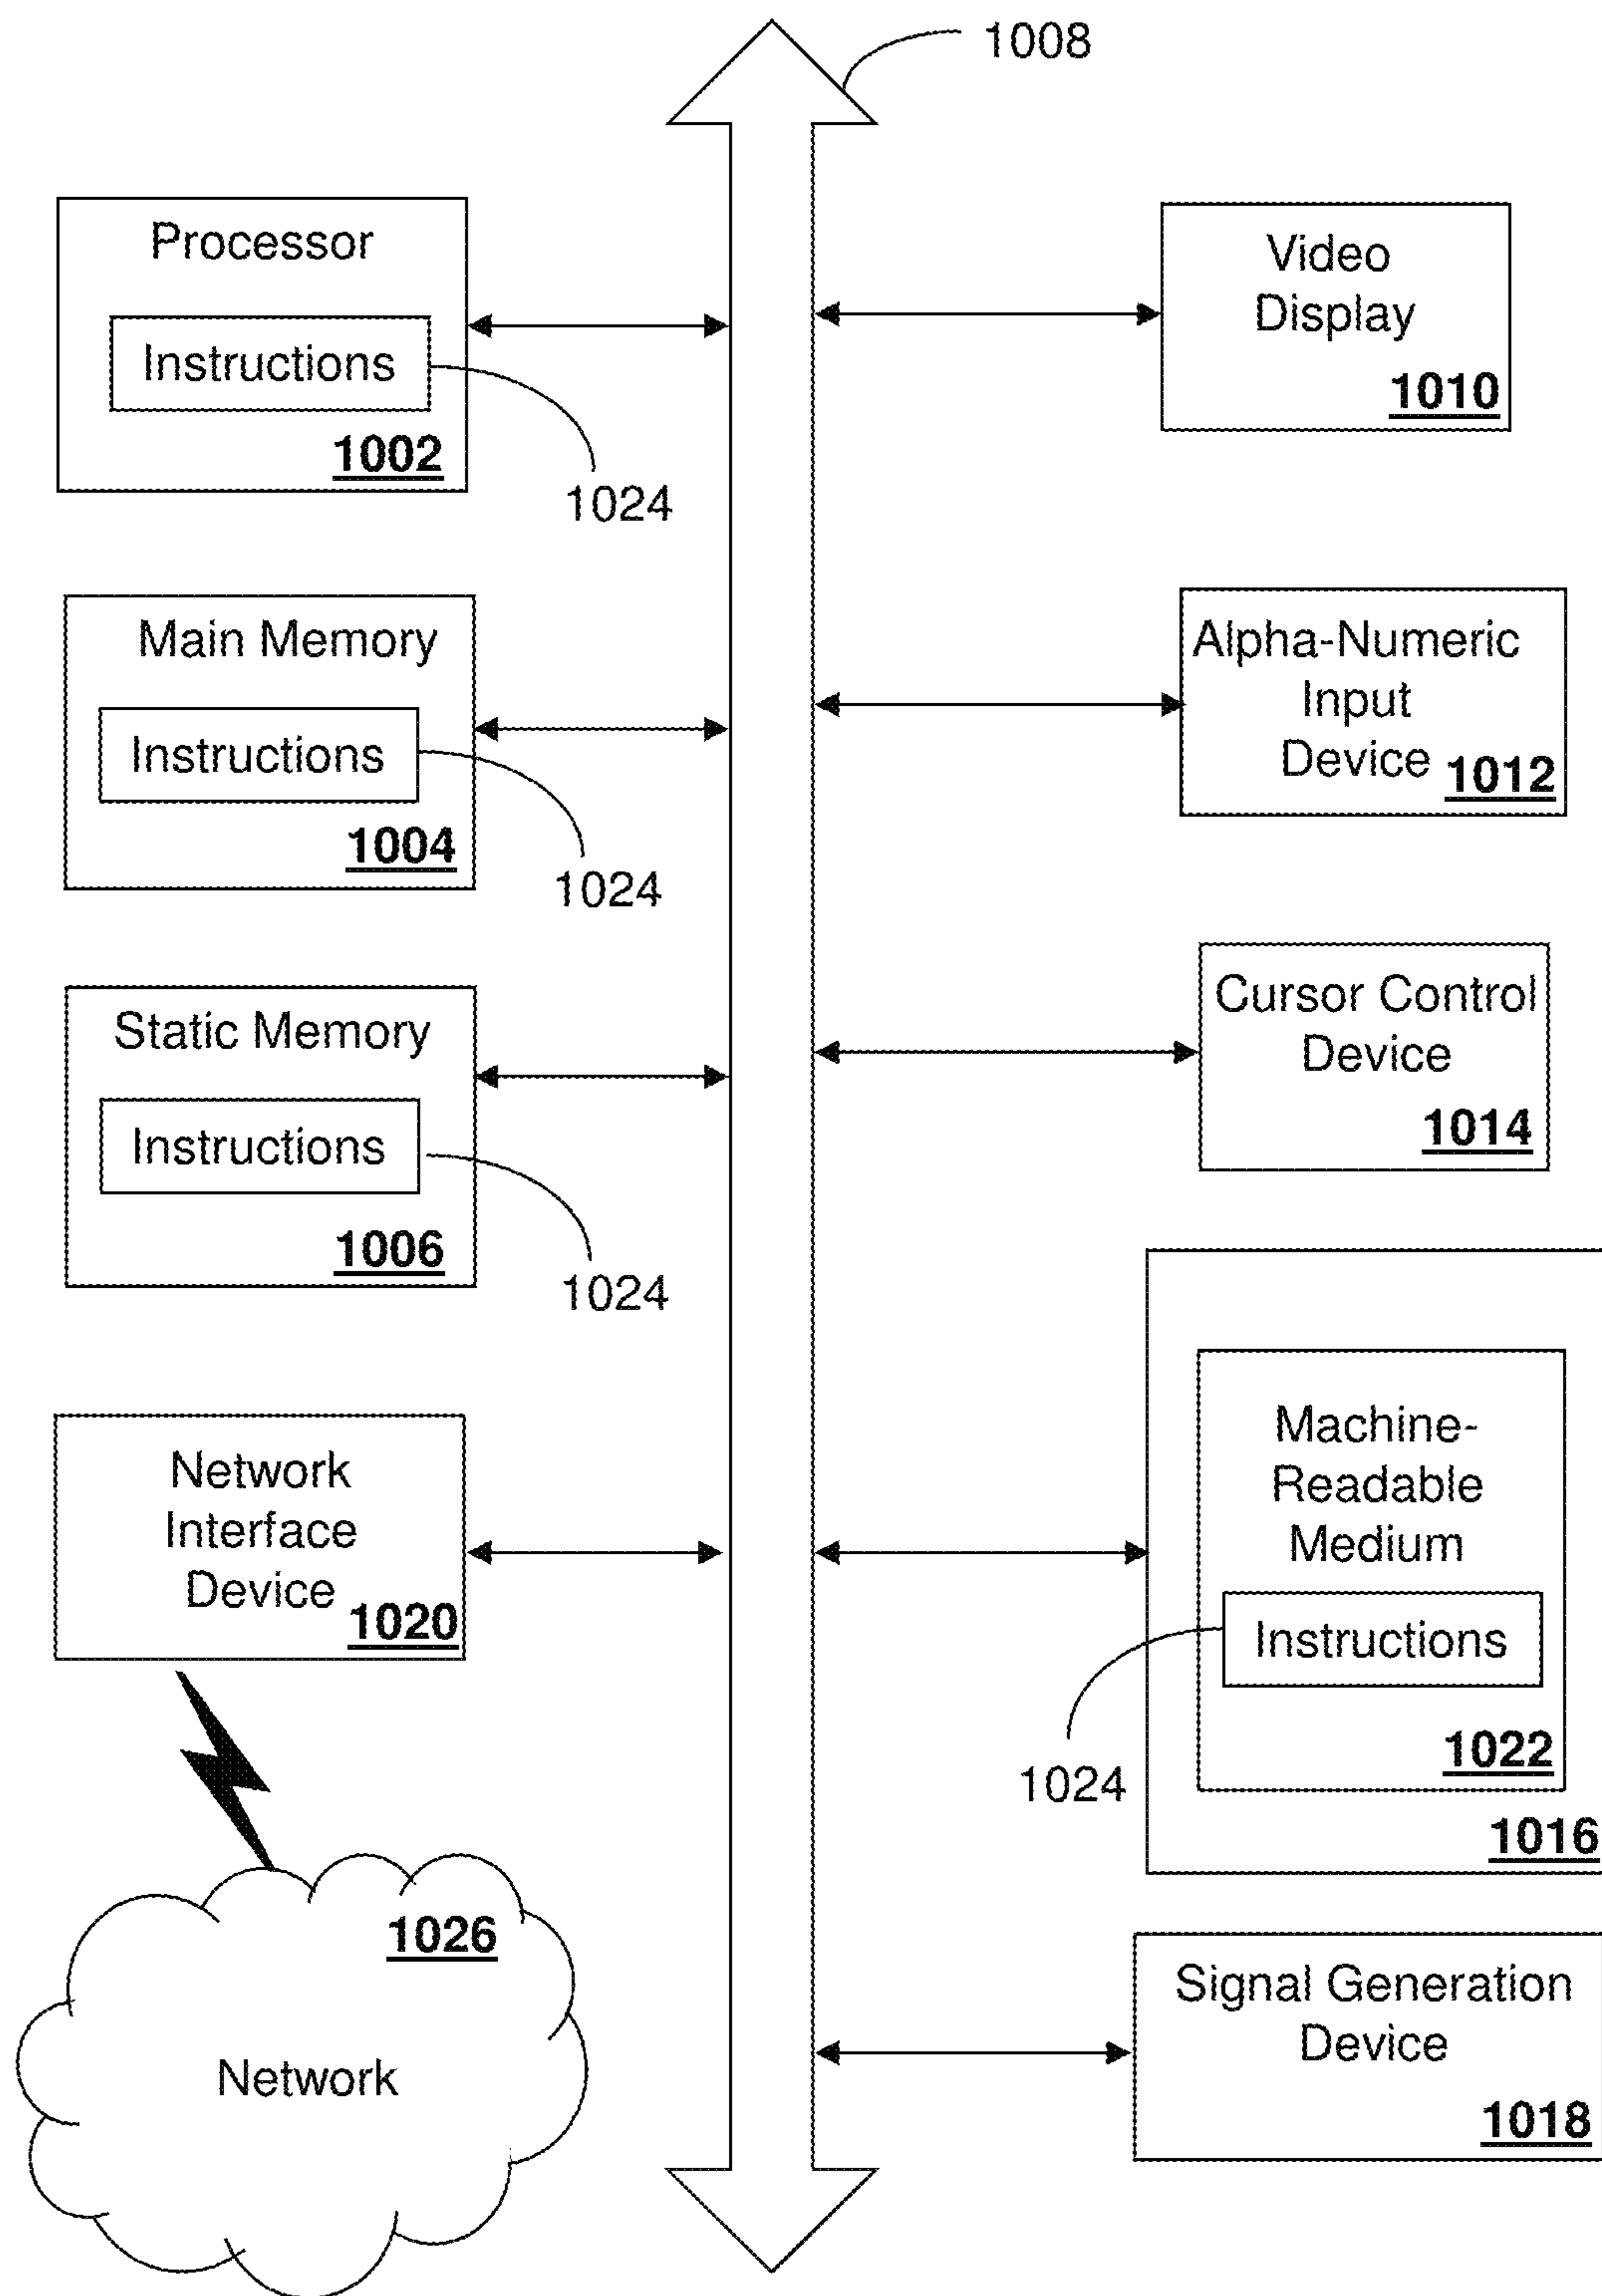 1008
Processor
Instructions
1002
1024
Main Memory
Instructions
1004
1024
Static Memory
Instructions
1006
1024
Network
Interface
Device
1020
1026
Network
Video
Display
1010
Alpha-Numeric
Input
Device
1012
Cursor Control
Device
1014
Machine-
Readable
Medium
Instructions
1022
1024
1016
Signal Generation
Device
1018